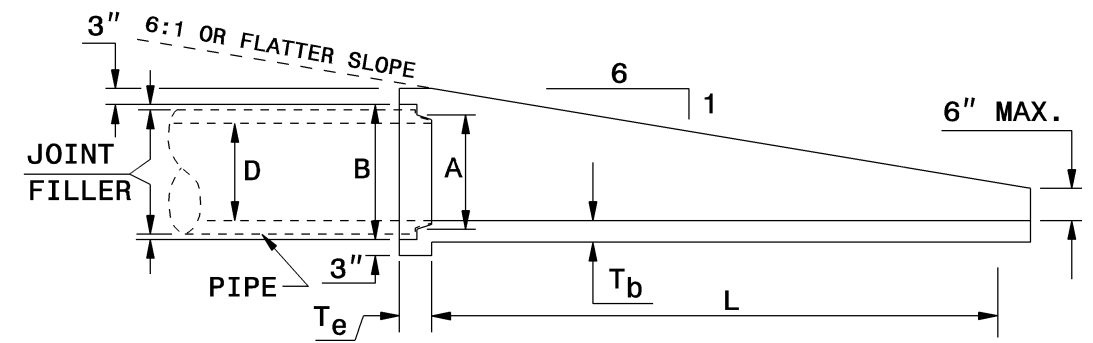 3"
6:1 OR FLATTER SLOPE
6
1
6" MAX.
JOINT
FILLER
D
B
A
3"
PIPE
Tb
Te
L